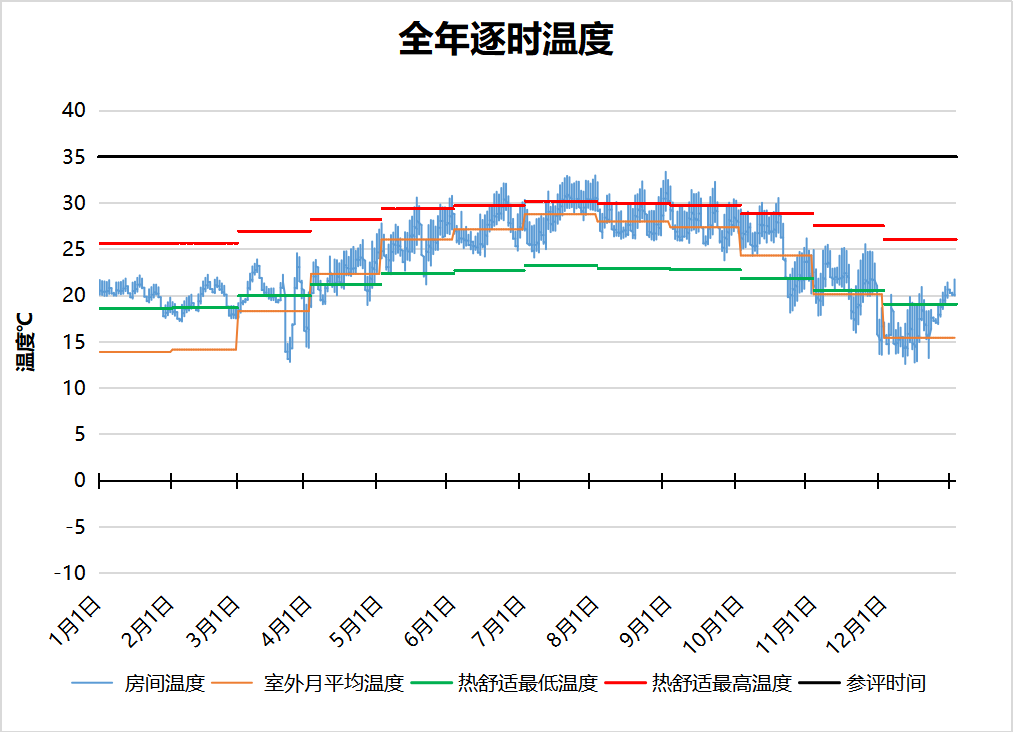 全年逐时温度
40
35
30
25
20
15
10
5
0
-5
-10
温度℃
1月1日
2月1日
3月1日
4月1日
5月1日
6月1日
7月1日
8月1日
9月1日
10月1日
11月1日
12月1日
房间温度
室外月平均温度
热舒适最低温度
热舒适最高温度
参评时间